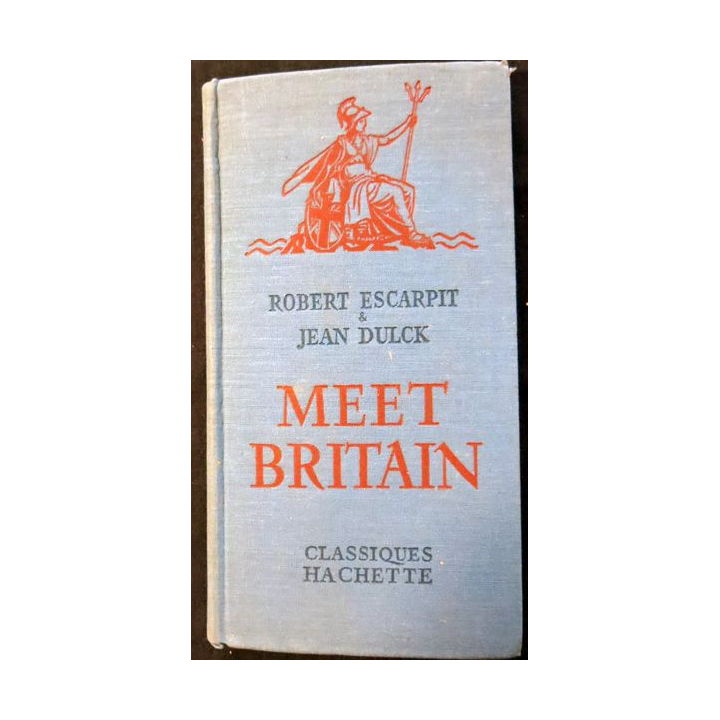 ROBERT ESCARPIT
&
JEAN DULCK
MEET
BRITAIN
CLASSIQUES
HACHETTE